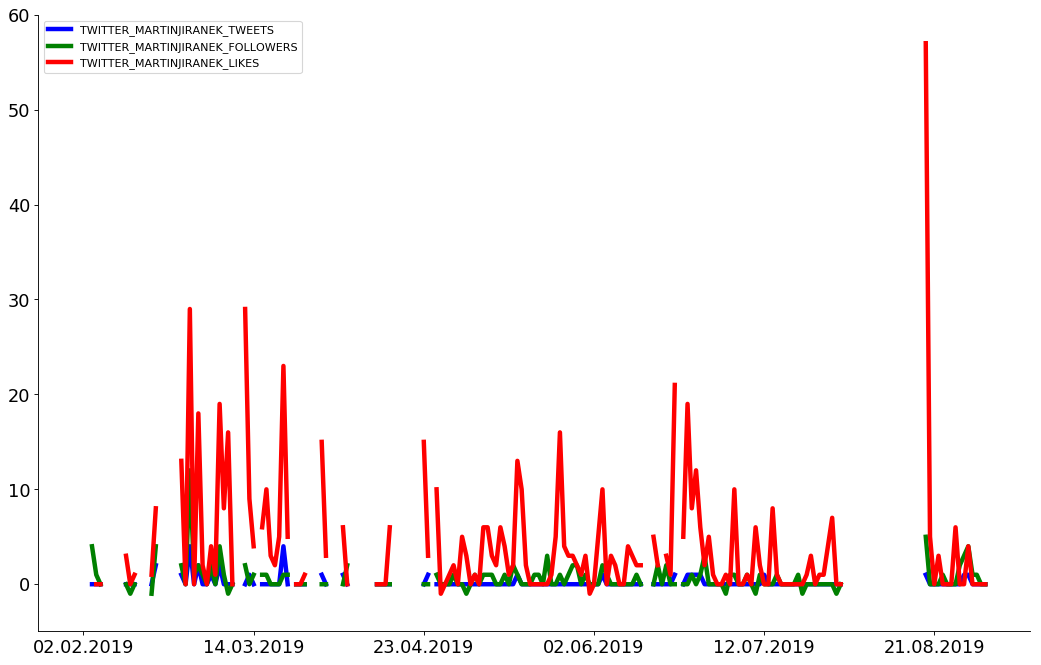 60
TWITTER_MARTINJIRANEK_TWEETS
TWITTER_MARTINJIRANEK_FOLLOWERS
TWITTER_MARTINJIRANEK_LIKES
50
40
30
20
10
0
02.02.2019 14.03.2019 23.04.2019 02.06.2019 12.07.2019 21.08.2019